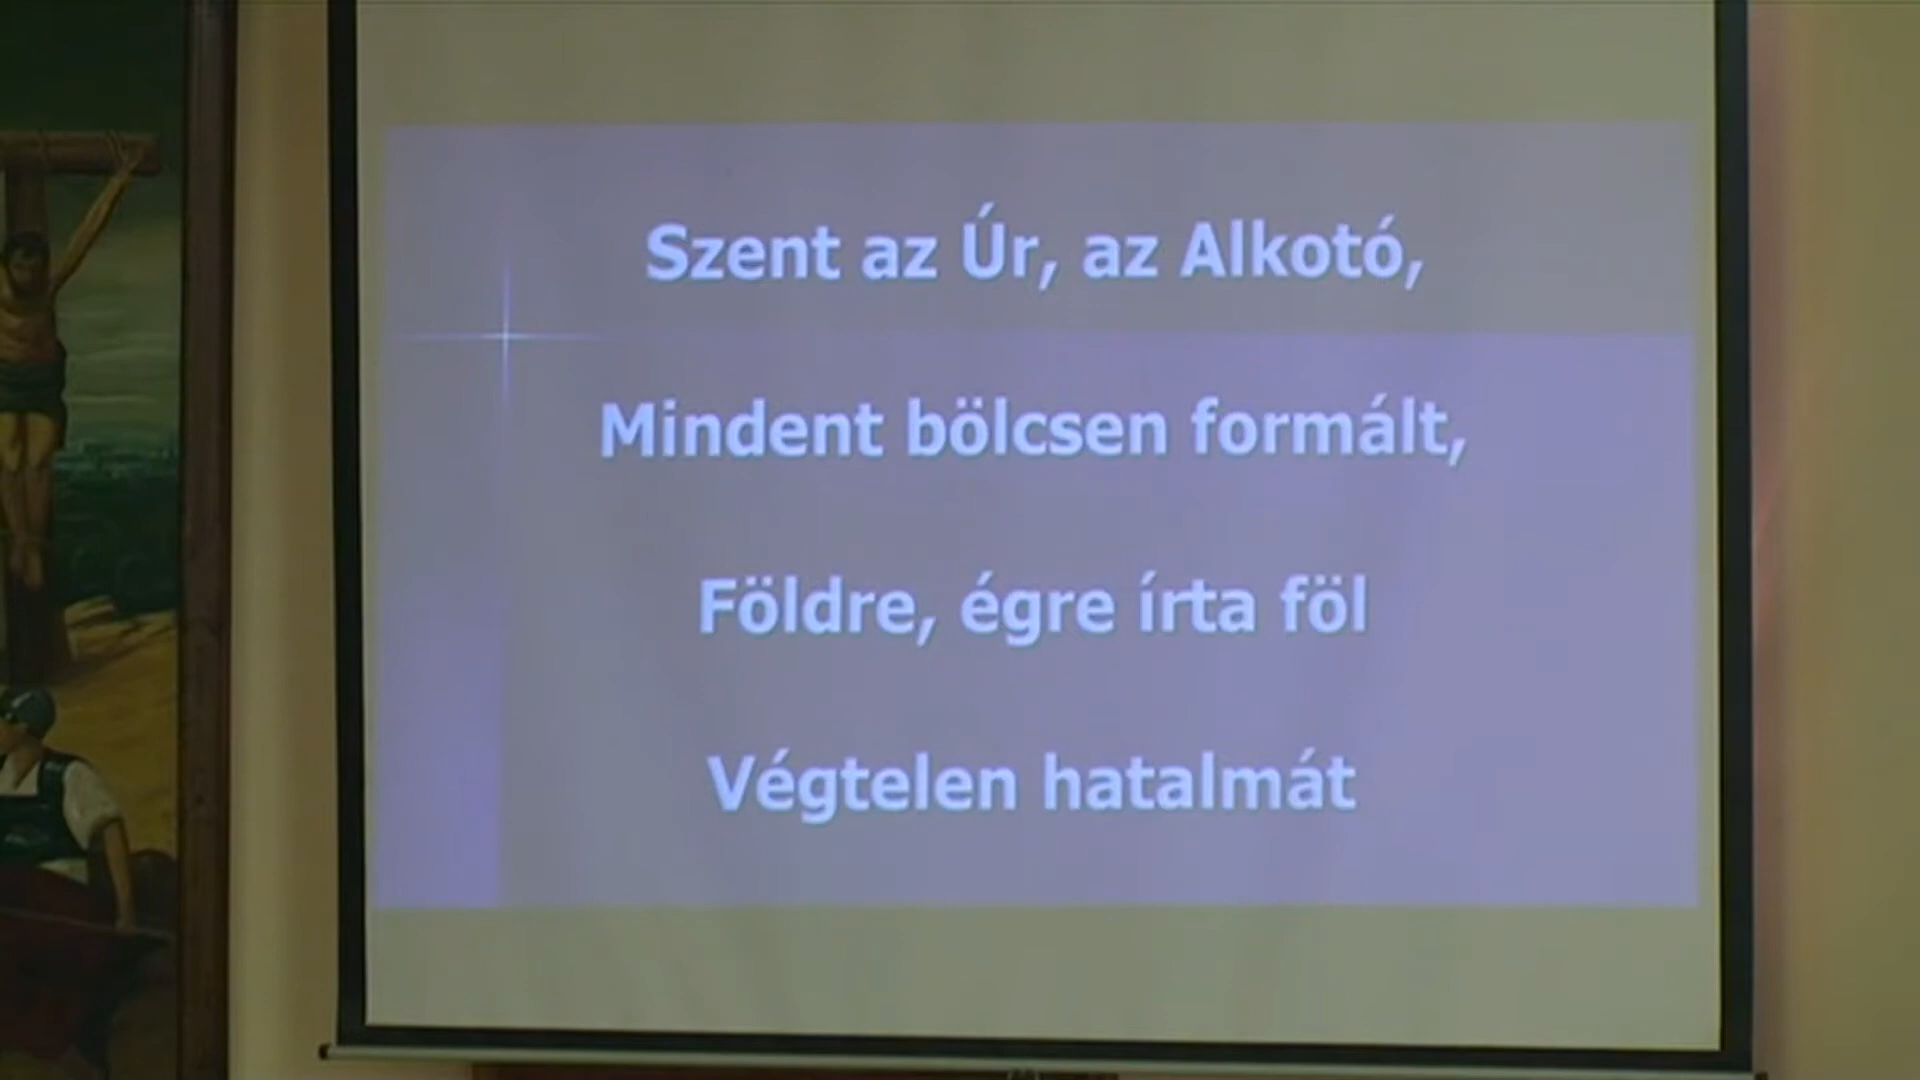 Szent az Úr, az Alkotó,
Mindent bölcsen formált,
Földre, égre írta föl
Végtelen hatalmát